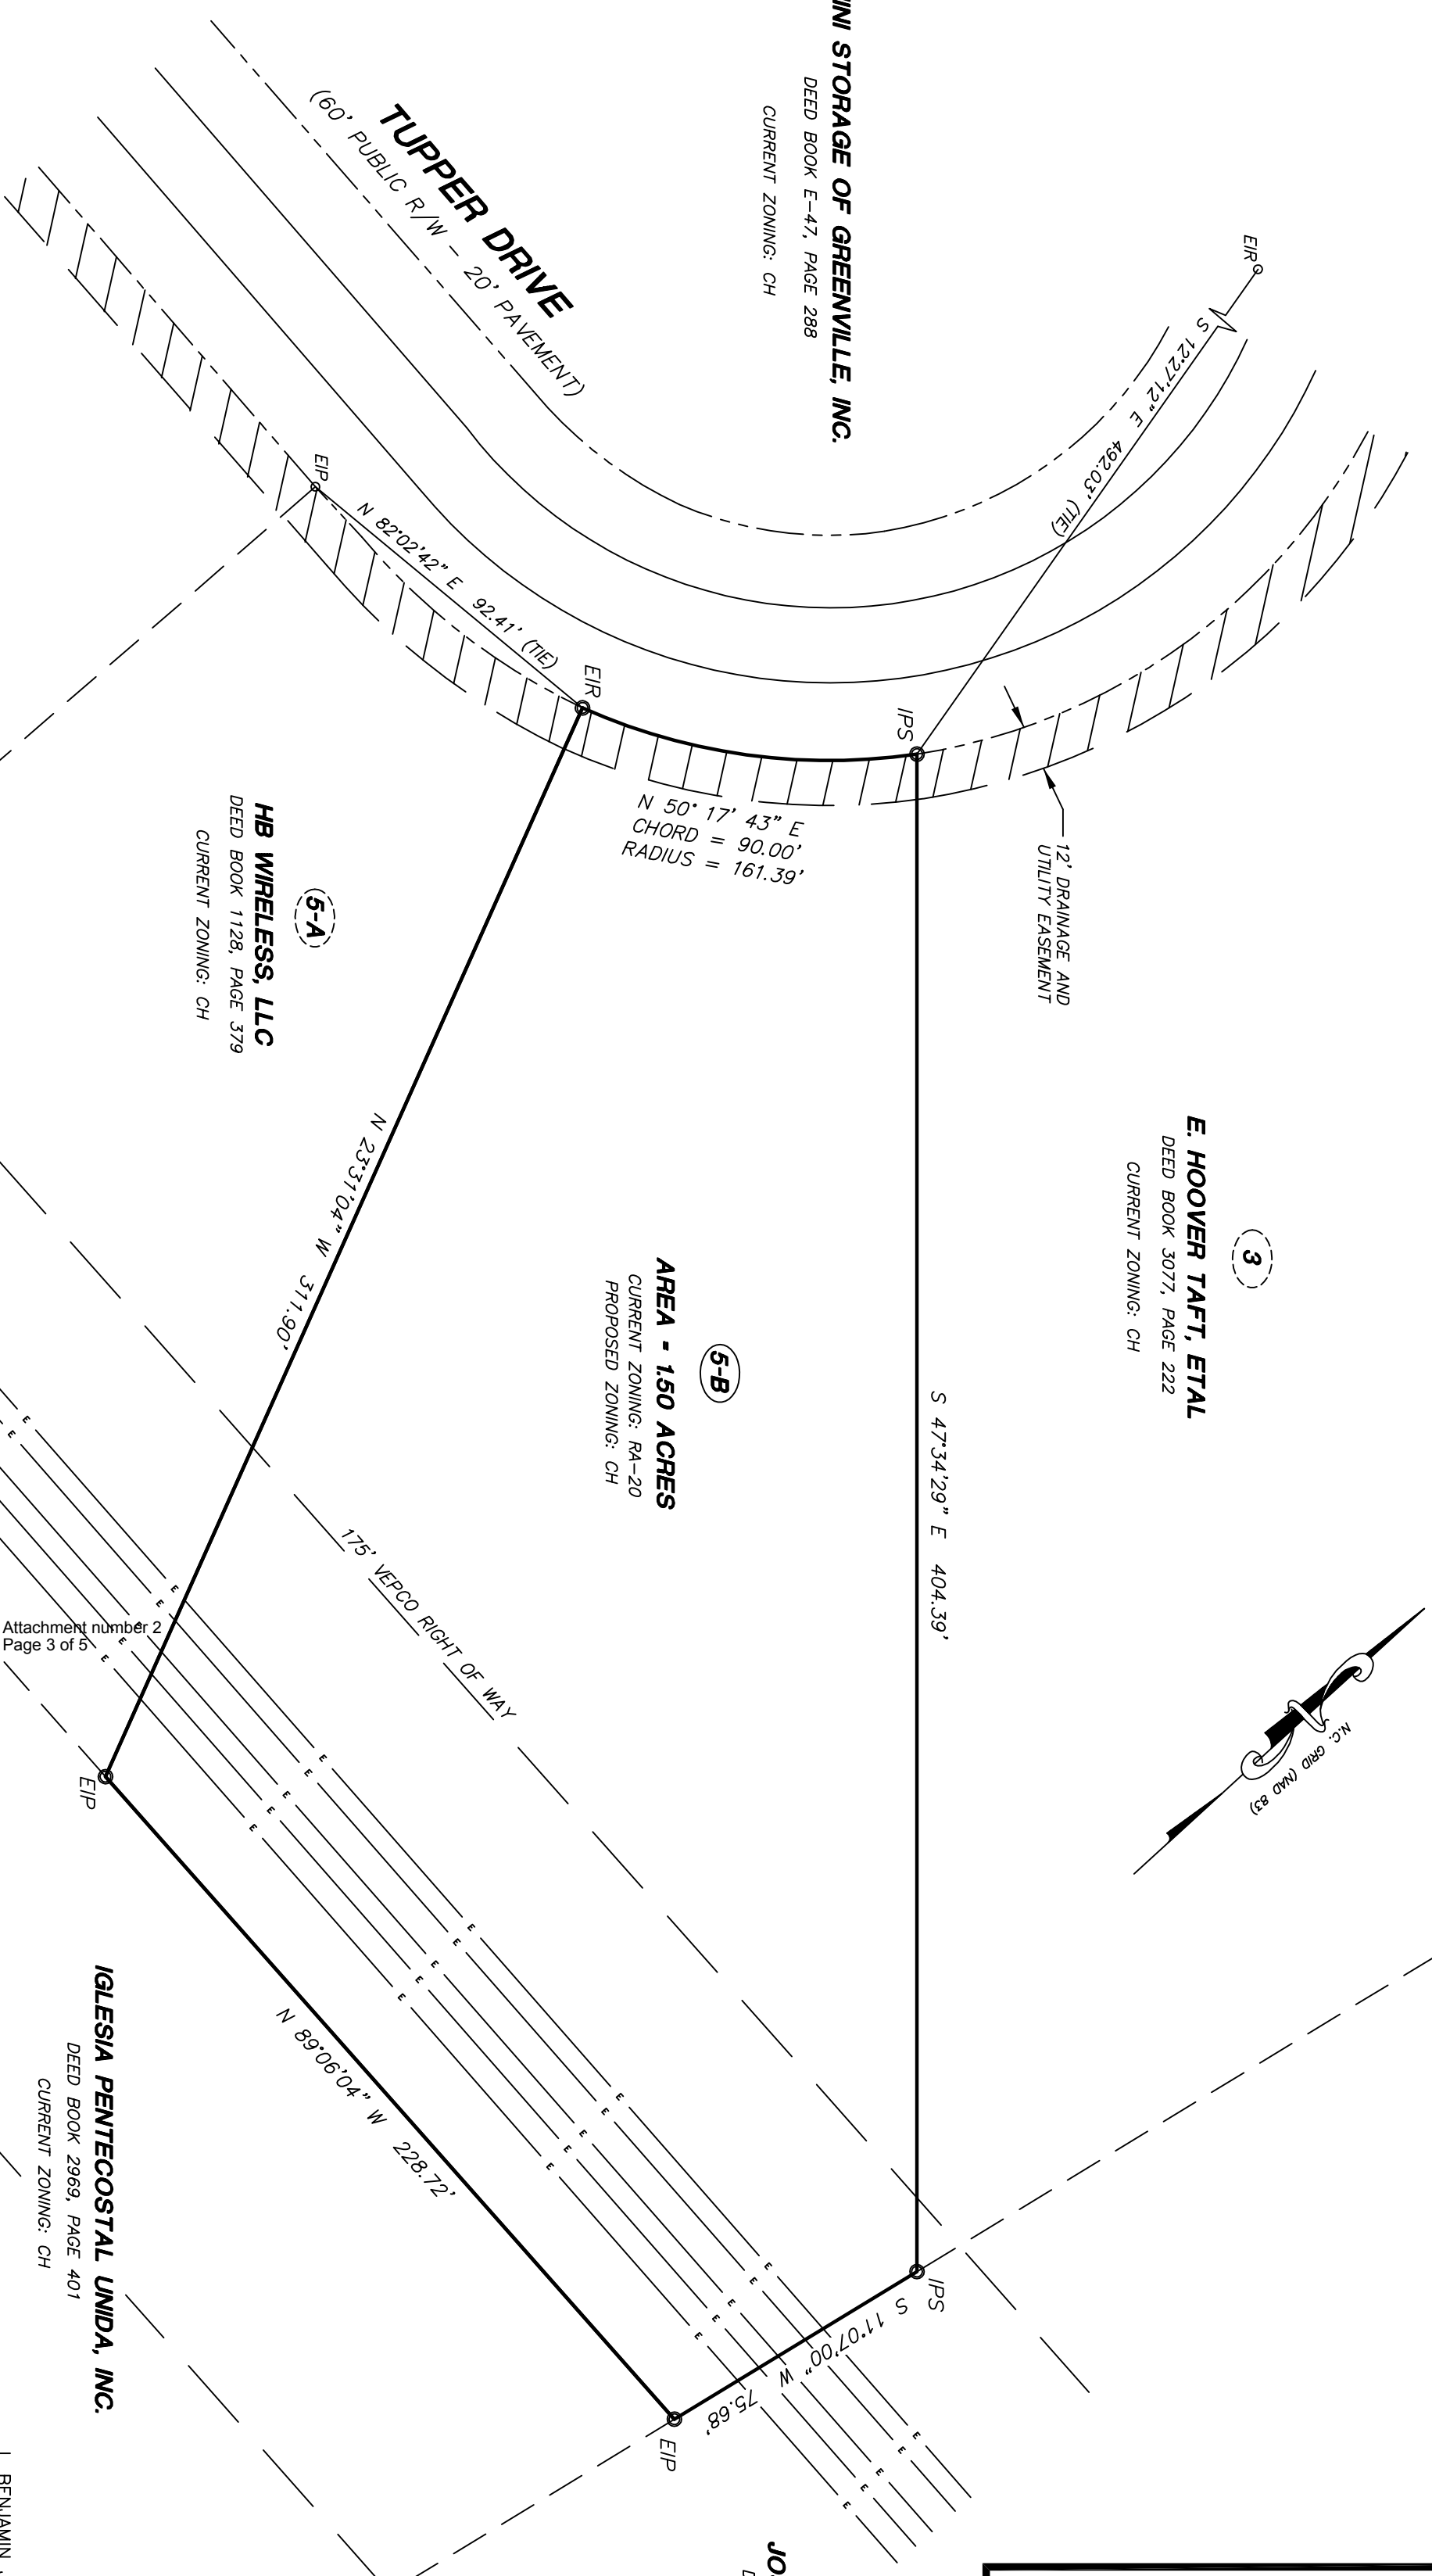 INI STORAGE OF GREENVILLE, INC.
DEED BOOK E-47, PAGE 288
CURRENT ZONING: CH
TUPPER DRIVE
(60' PUBLIC R/W - 20' PAVEMENT)
EIR
S 12°27'12" E 492.03' (TIE)
EIP
N 82°02'42" E 92.41' (TIE)
EIR
IPS
N 50° 17' 43" E
CHORD = 90.00'
RADIUS = 161.39'
12' DRAINAGE AND
UTILITY EASEMENT
5-A
HB WIRELESS, LLC
DEED BOOK 1128, PAGE 379
CURRENT ZONING: CH
3
E. HOOVER TAFT, ETAL
DEED BOOK 3077, PAGE 222
CURRENT ZONING: CH
N 23°31'04" W 311.90'
5-B
AREA = 1.50 ACRES
CURRENT ZONING: RA-20
PROPOSED ZONING: CH
S 47°34'29" E 404.39'
175' VEPCO RIGHT OF WAY
N.C. GRID (NAD 83)
Attachment number 2
Page 3 of 5
EIP
N 89°06'04" W 228.72'
IPS
S 11°07'00" W 75.68'
EIP
IGLESIA PENTECOSTAL UNIDA, INC.
DEED BOOK 2969, PAGE 401
CURRENT ZONING: CH
JO
I, BENJAMIN